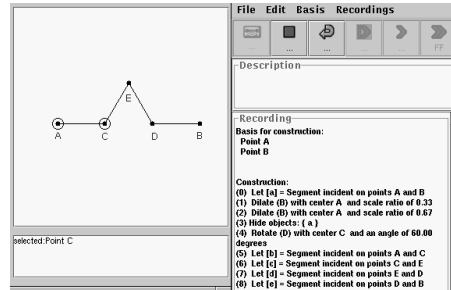 File Edit Basis Recordings
... ... ... ... FF
Description
E
A C D B
Recording
Basis for construction:
Point A
Point B
Construction:
(0) Let [a] = Segment incident on points A and B
(1) Dilate (B) with center A and scale ratio of 0.33
(2) Dilate (B) with center A and scale ratio of 0.67
(3) Hide objects: ( a )
(4) Rotate (D) with center C and an angle of 60.00
degrees
(5) Let [b] = Segment incident on points A and C
(6) Let [c] = Segment incident on points C and E
(7) Let [d] = Segment incident on points E and D
(8) Let [e] = Segment incident on points D and B
selected:Point C